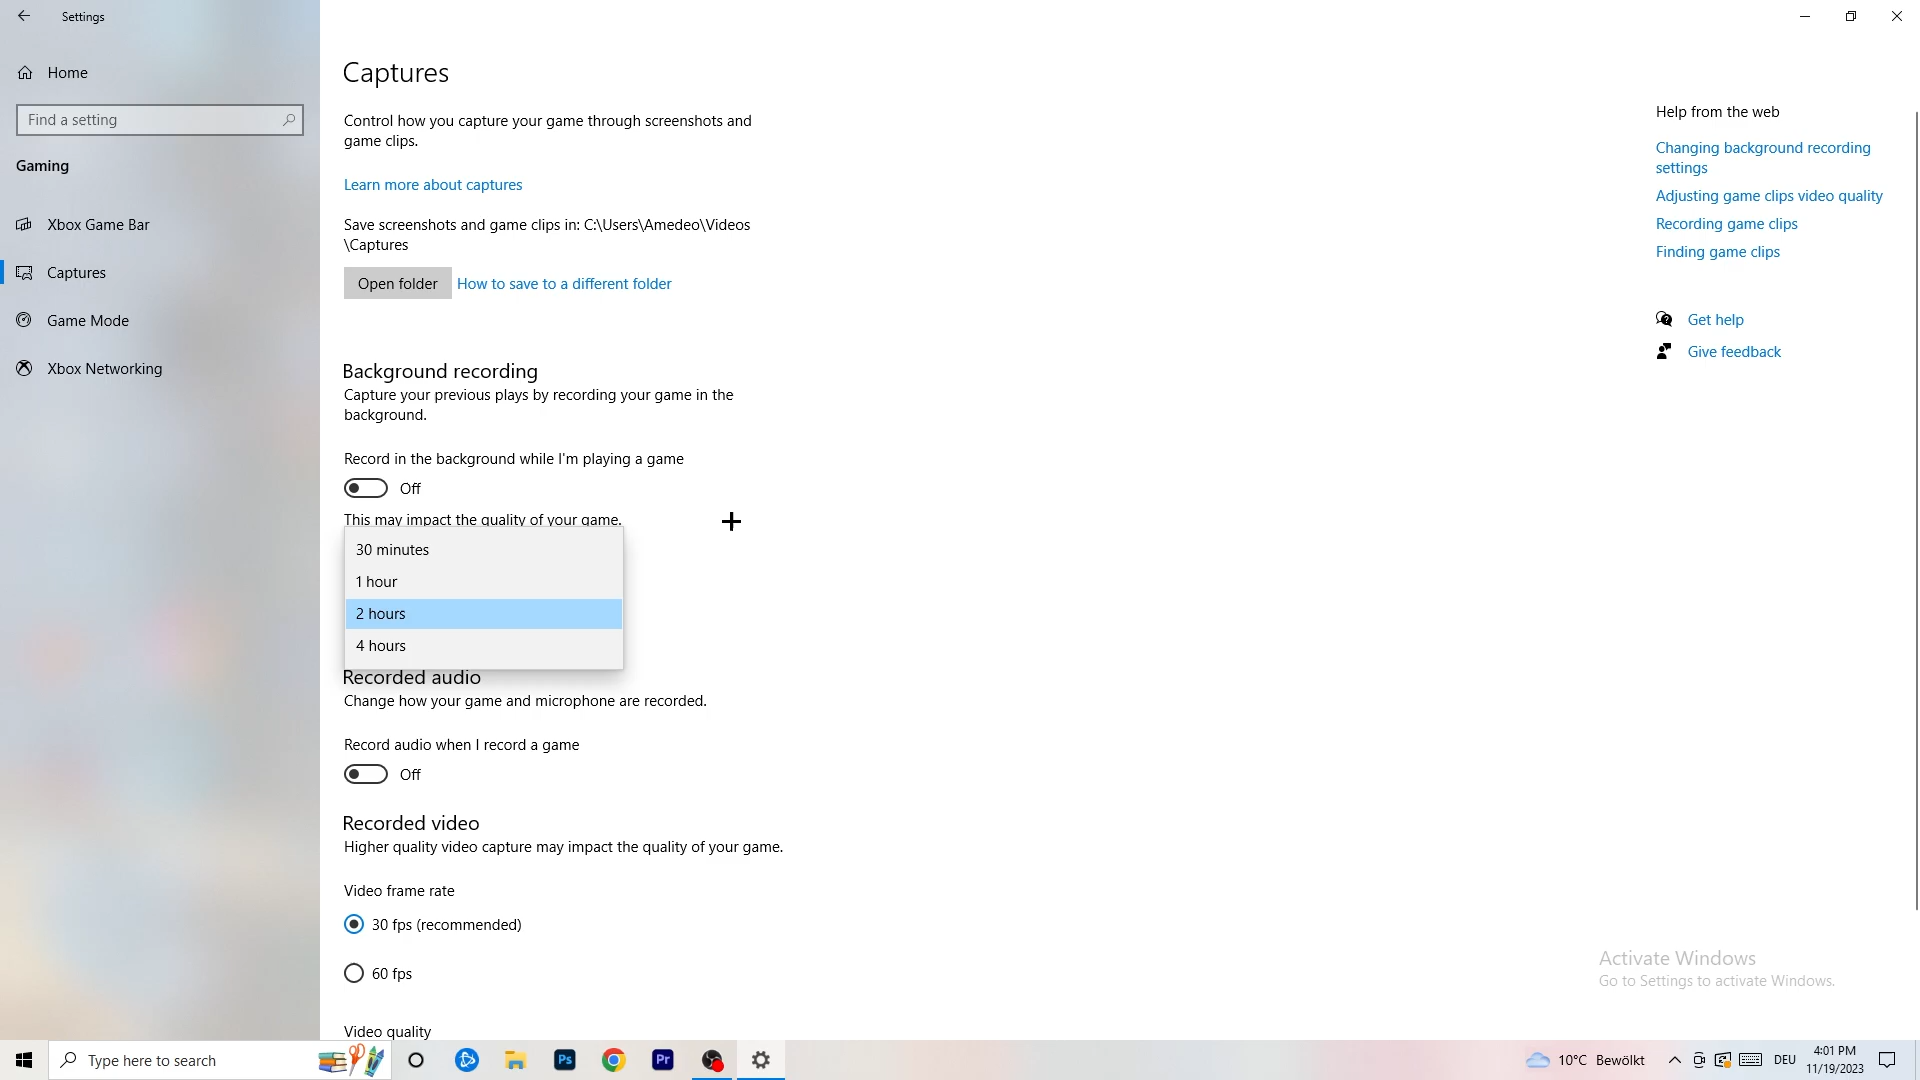 Settings
Home
Find a setting
Gaming
Xbox Game Bar
Captures
Game Mode
Xbox Networking
Captures
Control how you capture your game through screenshots and
game clips.
Learn more about captures
Save screenshots and game clips in: C:\Users\Amedeo\Videos
\Captures
Open folder
How to save to a different folder
Background recording
Capture your previous plays by recording your game in the
background.
Record in the background while I'm playing a game
Off
This may impact the quality of your game.
30 minutes
1 hour
2 hours
4 hours
Recorded audio
Change how your game and microphone are recorded.
Record audio when I record a game
Off
Recorded video
Higher quality video capture may impact the quality of your game.
Video frame rate
30 fps (recommended)
60 fps
Video quality
Help from the web
Changing background recording
settings
Adjusting game clips video quality
Recording game clips
Finding game clips
Get help
Give feedback
Activate Windows
Go to Settings to activate Windows.
Type here to search
Ps
Pr
10°C Bewölkt
DEU
4:01 PM
11/19/2023